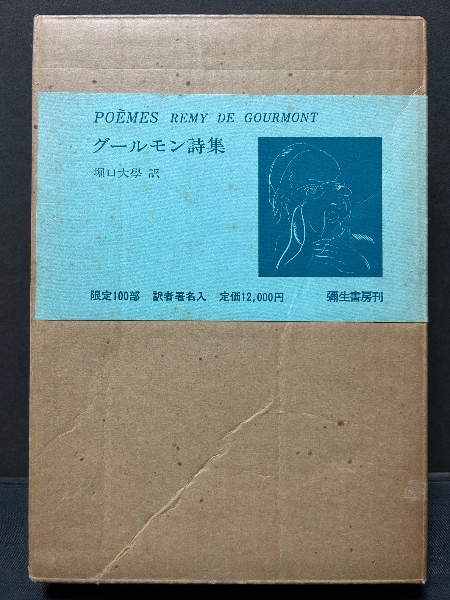 POÈMES REMY DE GOURMONT
グールモン詩集
堀口大學 訳
限定100部 訳者署名入 定価12,000円 彌生書房刊